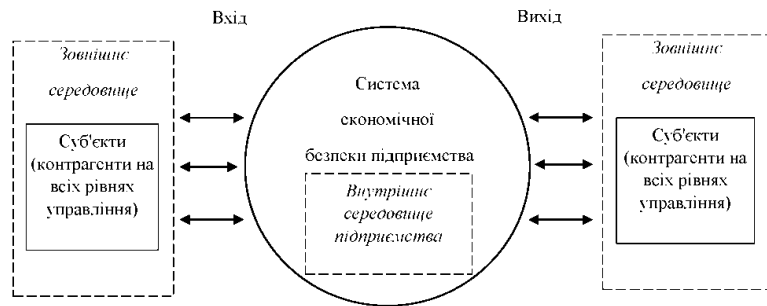 Вхід
Вихід
Зовнішнє
середовище
Суб'єкти
(контрагенти на
всіх рівнях
управління)
Система
економічної
безпеки підприємства
Внутрішнє
середовище
підприємства
Зовнішнє
середовище
Суб'єкти
(контрагенти на
всіх рівнях
управління)